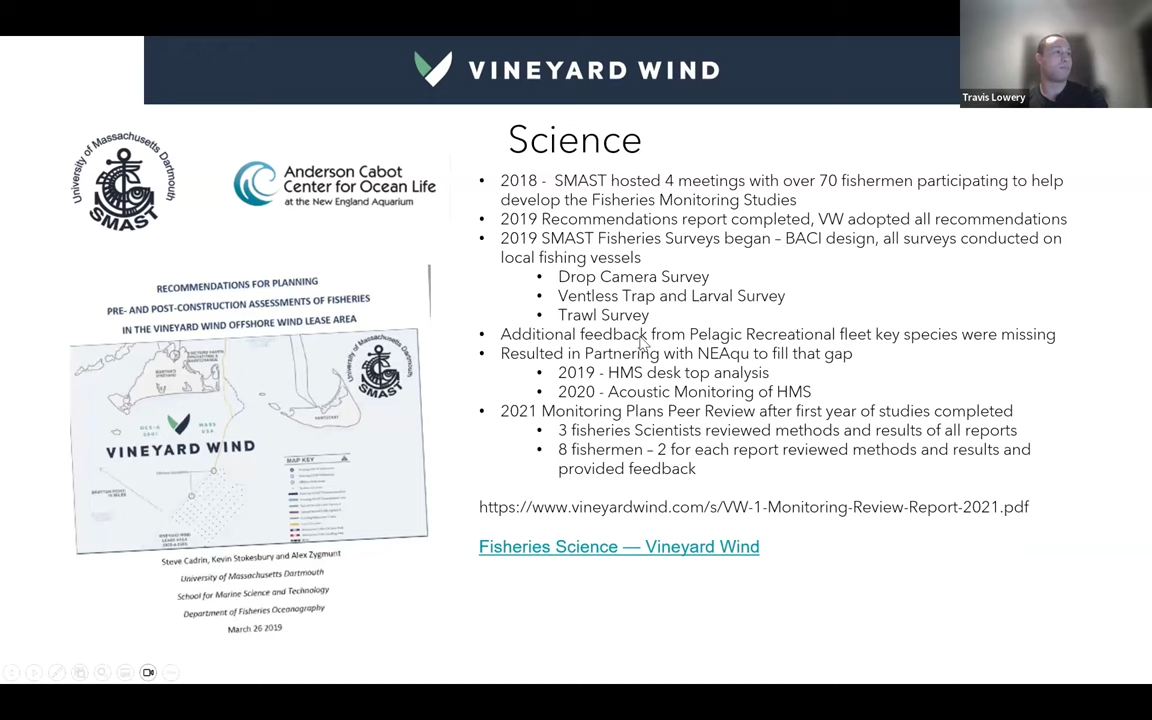 VINEYARD WIND
Travis Lowery
University of Massachusetts Dartmouth
SMAST
Anderson Cabot
Center for Ocean Life
at the New England Aquarium
Science
• 2018 - SMAST hosted 4 meetings with over 70 fishermen participating to help
develop the Fisheries Monitoring Studies
• 2019 Recommendations report completed, VW adopted all recommendations
• 2019 SMAST Fisheries Surveys began – BACI design, all surveys conducted on
local fishing vessels
• Drop Camera Survey
• Ventless Trap and Larval Survey
• Trawl Survey
• Additional feedback from Pelagic Recreational fleet key species were missing
• Resulted in Partnering with NEAqu to fill that gap
• 2019 - HMS desk top analysis
• 2020 - Acoustic Monitoring of HMS
• 2021 Monitoring Plans Peer Review after first year of studies completed
• 3 fisheries Scientists reviewed methods and results of all reports
• 8 fishermen – 2 for each report reviewed methods and results and
provided feedback
https://www.vineyardwind.com/s/VW-1-Monitoring-Review-Report-2021.pdf
Fisheries Science — Vineyard Wind
RECOMMENDATIONS FOR PLANNING
PRE- AND POST-CONSTRUCTION ASSESSMENTS OF FISHERIES
IN THE VINEYARD WIND OFFSHORE WIND LEASE AREA
SMAST
VINEYARD WIND
MAP KEY
Steve Cadrin, Kevin Stokesbury and Alex Zygmunt
University of Massachusetts Dartmouth
School for Marine Science and Technology
Department of Fisheries Oceanography
March 26 2019